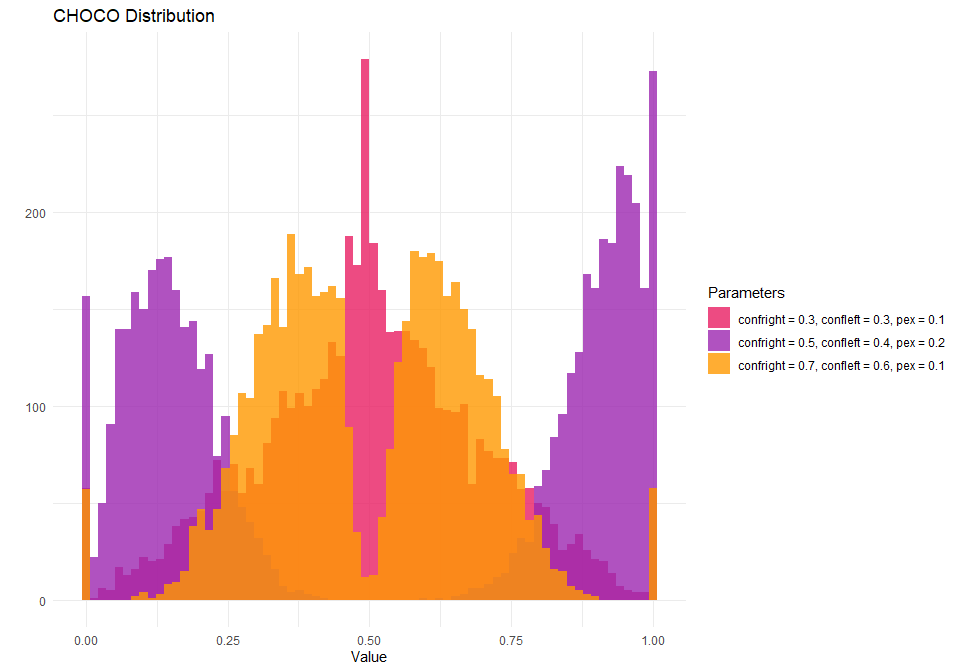 CHOCO Distribution
200
100
0
0.00 0.25 0.50 0.75 1.00
Value
Parameters
confright = 0.3, confleft = 0.3, pex = 0.1
confright = 0.5, confleft = 0.4, pex = 0.2
confright = 0.7, confleft = 0.6, pex = 0.1